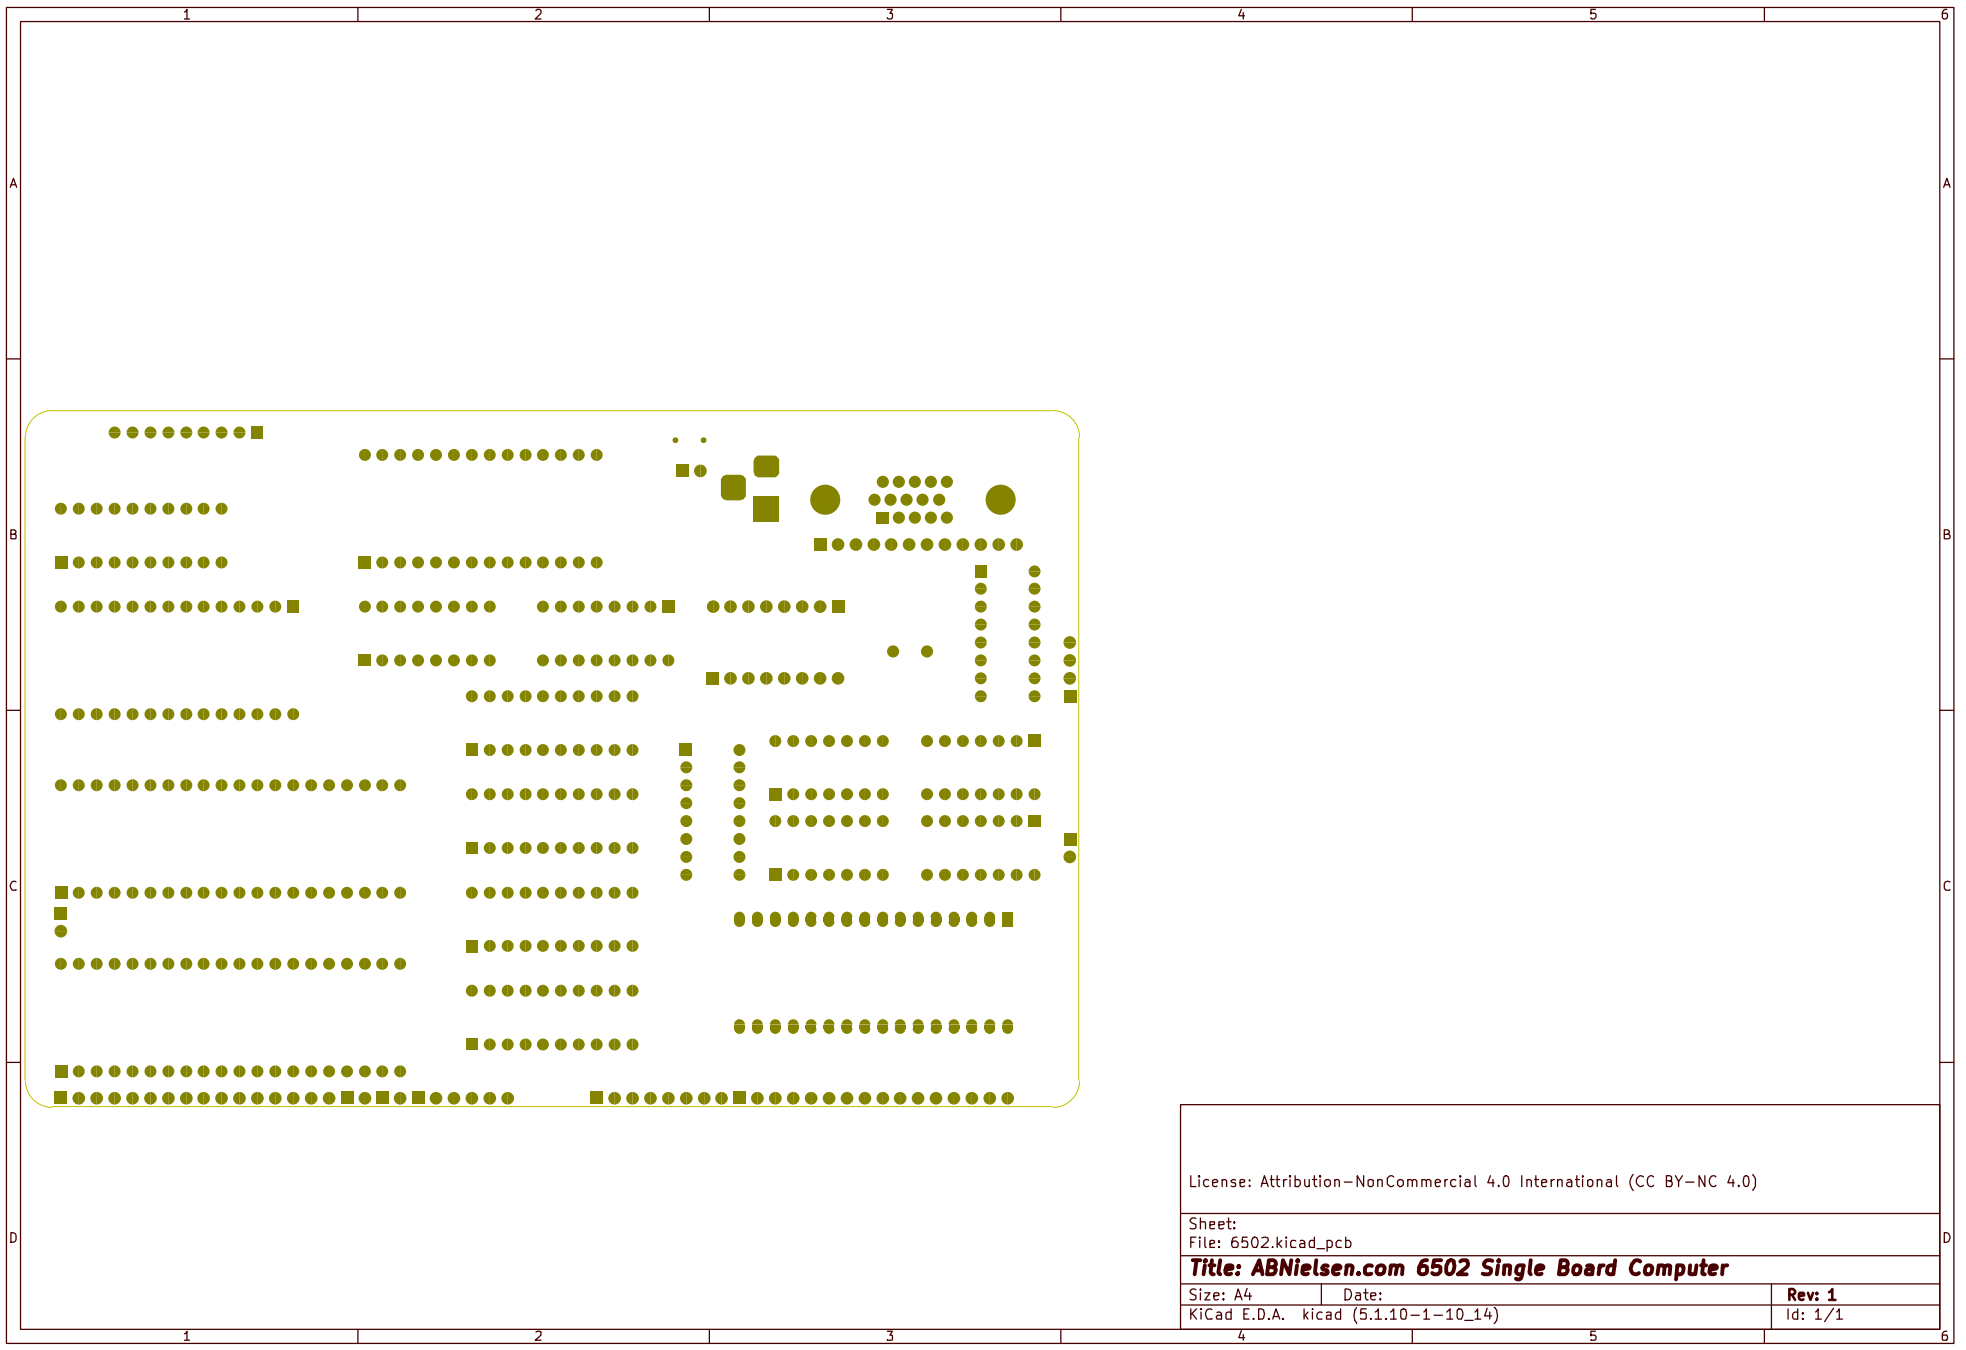 1 2 3 4 5 6
A A
B B
C C
License: Attribution-NonCommercial 4.0 International (CC BY-NC 4.0)
Sheet:
D D
File: 6502.kicad_pcb
Title: ABNielsen.com 6502 Single Board Computer
Size: A4 Date: Rev: 1
KiCad E.D.A. kicad (5.1.10-1-10_14) Id: 1/1
1 2 3 4 5 6